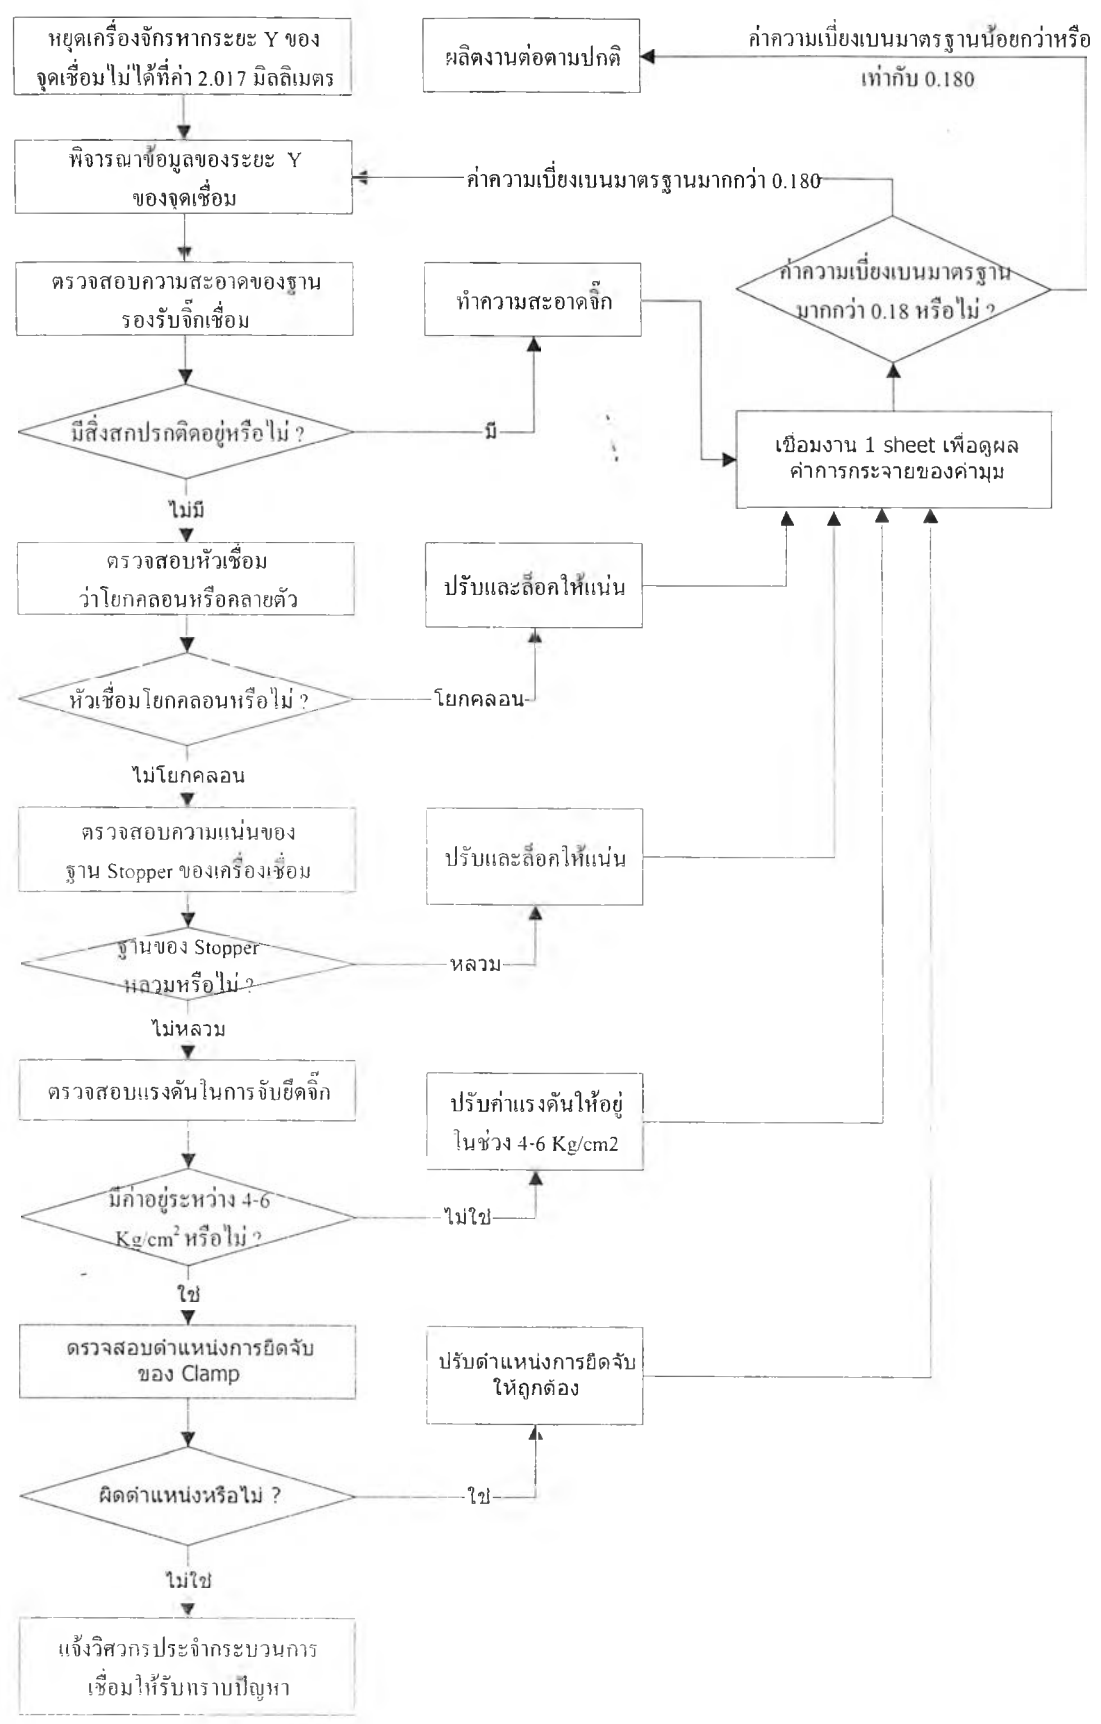 หยุดเครื่องจักรหากระยะ Y ของ
จุดเชื่อมไม่ได้ที่ค่า 2.017 มิลลิเมตร
ผลิตงานต่อตามปกติ
ค่าความเบี่ยงเบนมาตรฐานน้อยกว่าหรือ
เท่ากับ 0.180
พิจารณาข้อมูลของระยะ Y
ของจุดเชื่อม
ค่าความเบี่ยงเบนมาตรฐานมากกว่า 0.180
ตรวจสอบความสะอาดของฐาน
รองรับจิ๊กเชื่อม
ทำความสะอาดจิ๊ก
ค่าความเบี่ยงเบนมาตรฐาน
มากกว่า 0.18 หรือไม่ ?
มีสิ่งสกปรกติดอยู่หรือไม่ ?
มี
เชื่อมงาน 1 sheet เพื่อดูผล
ค่าการกระจายของค่ามุม
ไม่มี
ตรวจสอบหัวเชื่อม
ว่าโยกคลอนหรือคลายตัว
ปรับและล็อคให้แน่น
หัวเชื่อมโยกคลอนหรือไม่ ?
โยกคลอน
ไม่โยกคลอน
ตรวจสอบความแน่นของ
ฐาน Stopper ของเครื่องเชื่อม
ปรับและล็อคให้แน่น
ฐานของ Stopper
หลวมหรือไม่ ?
หลวม
ไม่หลวม
ตรวจสอบแรงดันในการจับยึดจิ๊ก
ปรับค่าแรงดันให้อยู่
ในช่วง 4-6 Kg/cm2
มีค่าอยู่ระหว่าง 4-6
Kg/cm² หรือไม่ ?
ไม่ใช่
ใช่
ตรวจสอบตำแหน่งการยึดจับ
ของ Clamp
ปรับตำแหน่งการยึดจับ
ให้ถูกต้อง
ผิดตำแหน่งหรือไม่ ?
ใช่
ไม่ใช่
แจ้งวิศวกรประจำกระบวนการ
เชื่อมให้รับทราบปัญหา